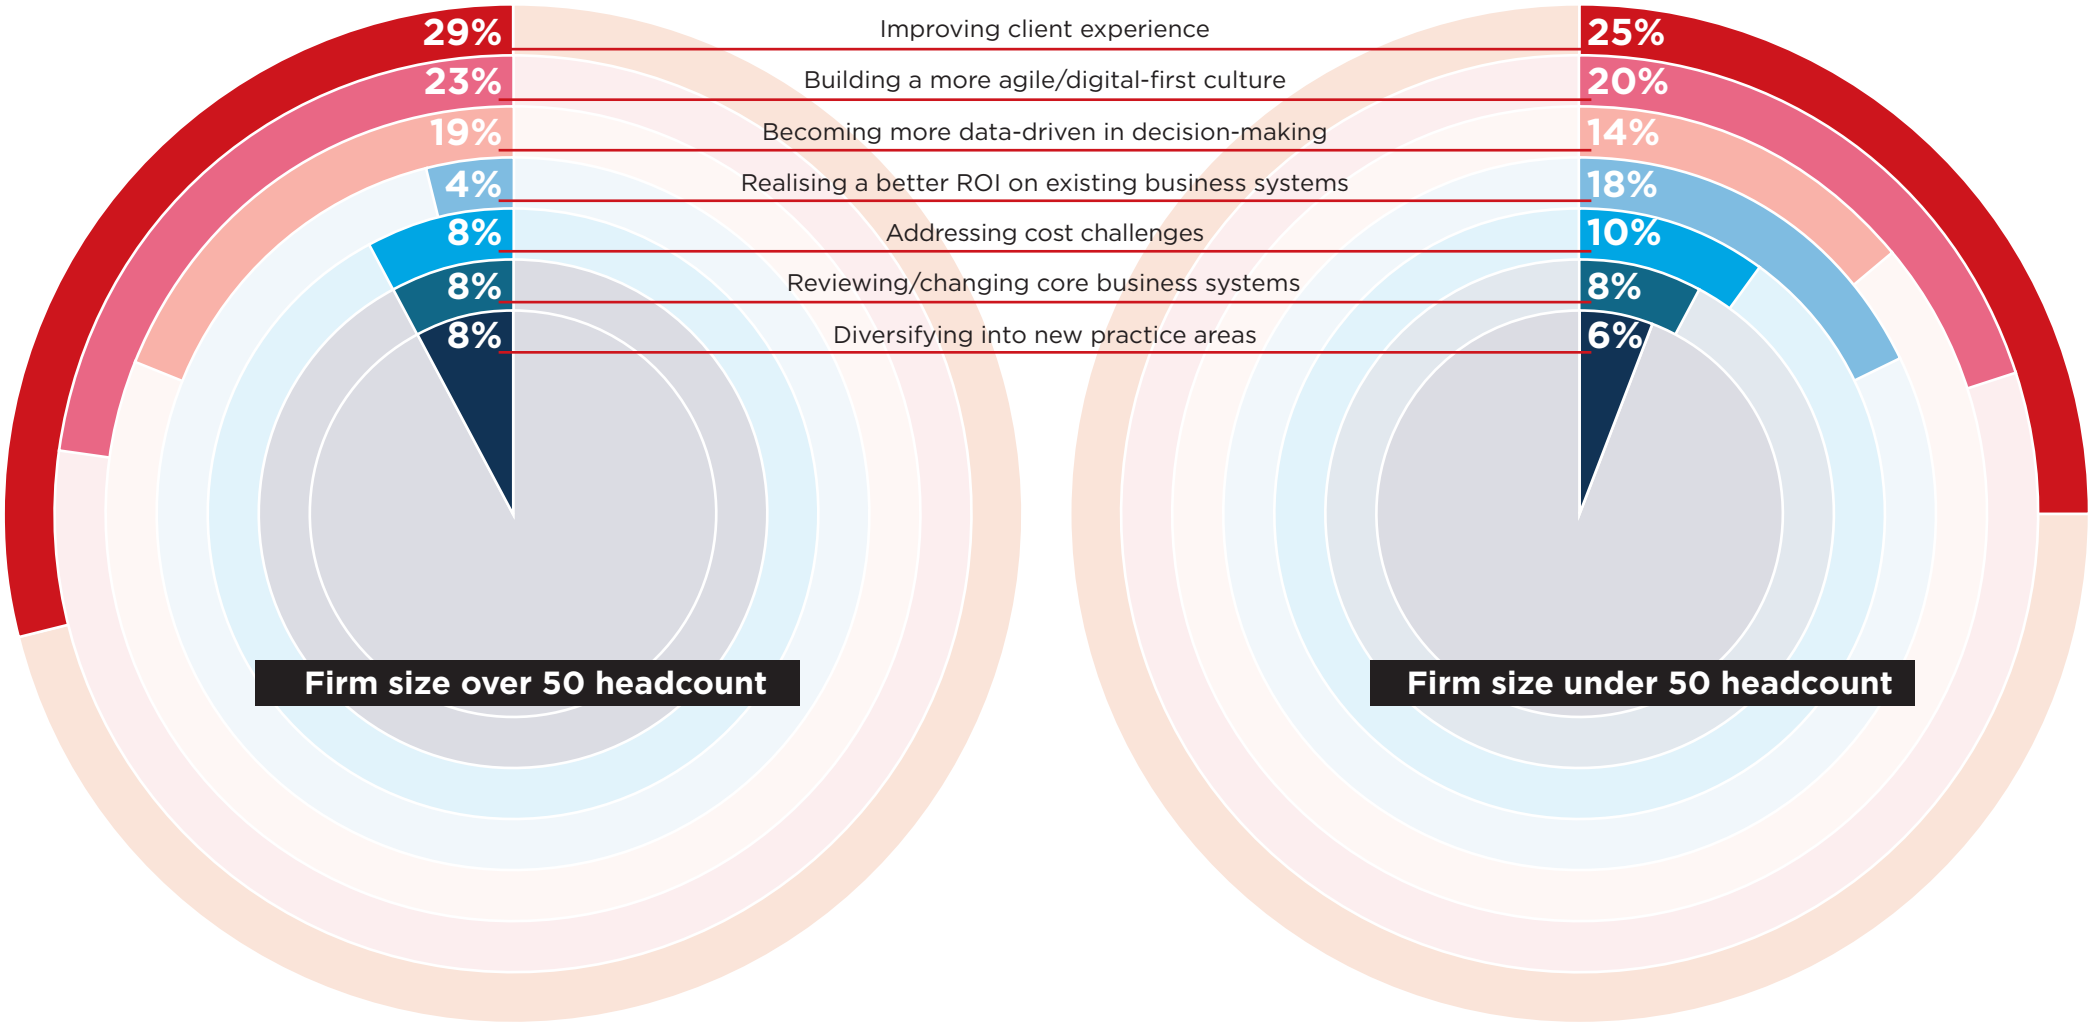 29% Improving client experience 25%
23% Building a more agile/digital-first culture 20%
19% Becoming more data-driven in decision-making 14%
4% Realising a better ROI on existing business systems 18%
8% Addressing cost challenges 10%
8% Reviewing/changing core business systems 8%
8% Diversifying into new practice areas 6%
Firm size over 50 headcount
Firm size under 50 headcount